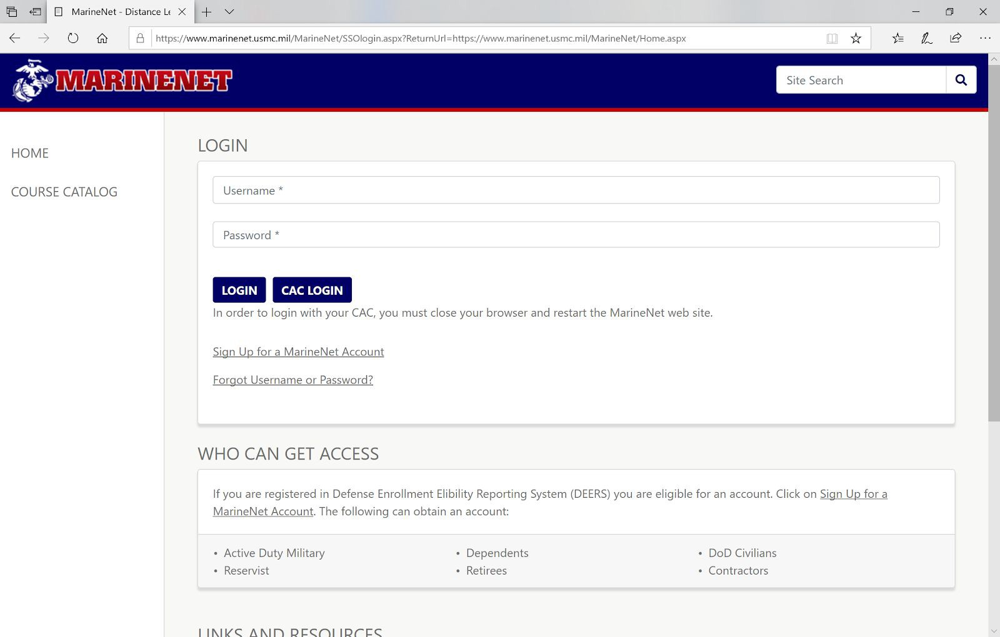 MarineNet - Distance Le
https://www.marinenet.usmc.mil/MarineNet/SSOlogin.aspx?ReturnUrl=https://www.marinenet.usmc.mil/MarineNet/Home.aspx
MARINENET
Site Search
HOME
COURSE CATALOG
LOGIN
Username *
Password *
LOGIN CAC LOGIN
In order to login with your CAC, you must close your browser and restart the MarineNet web site.
Sign Up for a MarineNet Account
Forgot Username or Password?
WHO CAN GET ACCESS
If you are registered in Defense Enrollment Elibility Reporting System (DEERS) you are eligible for an account. Click on Sign Up for a
MarineNet Account. The following can obtain an account:
• Active Duty Military
• Reservist
• Dependents
• Retirees
• DoD Civilians
• Contractors
LINKS AND RESOURCES